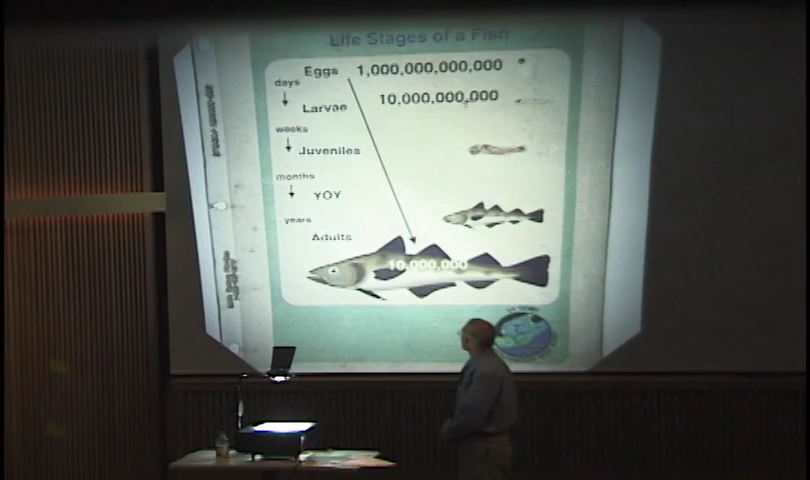 Life Stages of a Fish
Eggs 1,000,000,000,000
days
Larvae 10,000,000,000
weeks
Juveniles
months
YOY
years
Adults
10,000,000